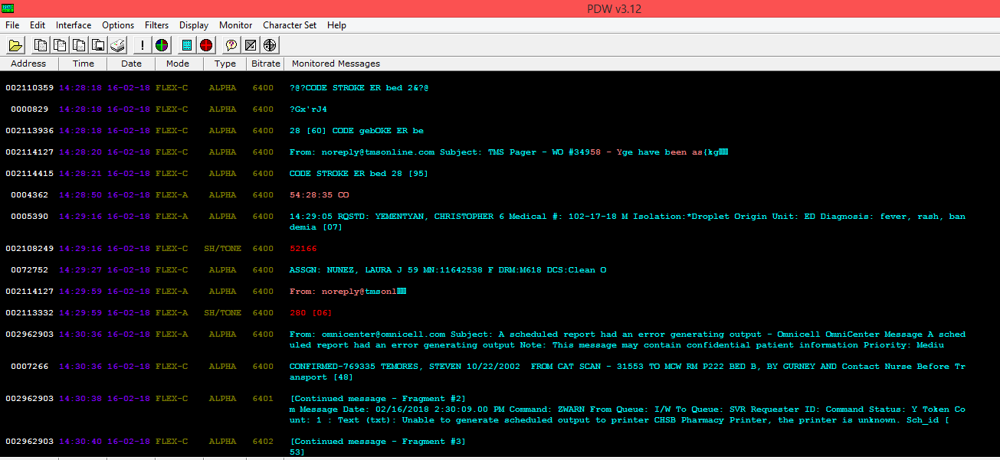 PDW v3.12
File Edit Interface Options Filters Display Monitor Character Set Help
Address Time Date Mode Type Bitrate Monitored Messages
002110359 14:28:18 16-02-18 FLEX-C ALPHA 6400 ?@?CODE STROKE ER bed 2&?@
0000829 14:28:18 16-02-18 FLEX-C ALPHA 6400 ?Gx'rJ4
002113936 14:28:18 16-02-18 FLEX-C ALPHA 6400 28 [60] CODE gebOKE ER be
002114127 14:28:20 16-02-18 FLEX-C ALPHA 6400 From: noreply@tmsonline.com Subject: TMS Pager - WO #34958 - Yge have been as{kg
002114415 14:28:21 16-02-18 FLEX-C ALPHA 6400 CODE STROKE ER bed 28 [95]
0004362 14:28:50 16-02-18 FLEX-A ALPHA 6400 54:28:35 CO
0005390 14:29:16 16-02-18 FLEX-A ALPHA 6400 14:29:05 RQSTD: YEMENTYAN, CHRISTOPHER 6 Medical #: 102-17-18 M Isolation:*Droplet Origin Unit: ED Diagnosis: fever, rash, ban
demia [07]
002108249 14:29:16 16-02-18 FLEX-C SH/TONE 6400 52166
0072752 14:29:27 16-02-18 FLEX-C ALPHA 6400 ASSGN: NUNEZ, LAURA J 59 MN:11642538 F DRM:M618 DCS:Clean O
002114127 14:29:59 16-02-18 FLEX-A ALPHA 6400 From: noreply@tmsonl
002113332 14:29:59 16-02-18 FLEX-A SH/TONE 6400 280 [06]
002962903 14:30:36 16-02-18 FLEX-A ALPHA 6400 From: omnicenter@omnicell.com Subject: A scheduled report had an error generating output - Omnicell OmniCenter Message A sched
uled report had an error generating output Note: This message may contain confidential patient information Priority: Mediu
0007266 14:30:36 16-02-18 FLEX-C ALPHA 6400 CONFIRMED-769335 TEMORES, STEVEN 10/22/2002  FROM CAT SCAN - 31553 TO MCW RM P222 BED B, BY GURNEY AND Contact Nurse Before Tr
ansport [48]
002962903 14:30:38 16-02-18 FLEX-C ALPHA 6401 [Continued message - Fragment #2]
m Message Date: 02/16/2018 2:30:09.00 PM Command: ZWARN From Queue: I/W To Queue: SVR Requester ID: Command Status: Y Token Co
unt: 1 : Text (txt): Unable to generate scheduled output to printer CHSB Pharmacy Printer, the printer is unknown. Sch_id [
002962903 14:30:40 16-02-18 FLEX-C ALPHA 6402 [Continued message - Fragment #3]
53]